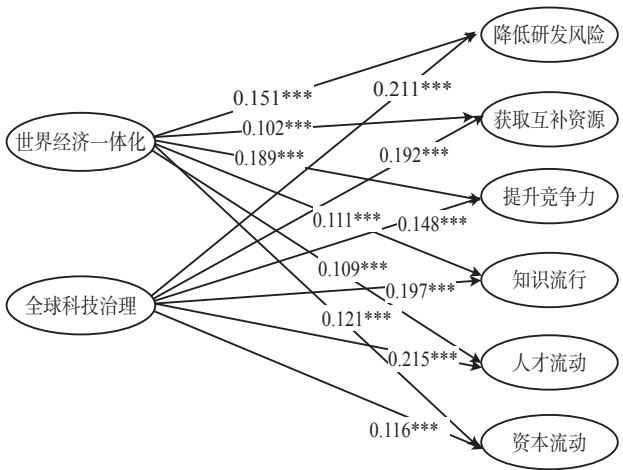 降低研发风险
0.211***
0.151***
获取互补资源
0.102***
世界经济一体化
0.192***
0.189***
提升竞争力
0.111***
0.148***
0.109***
知识流行
0.197***
全球科技治理
0.121***
0.215***
人才流动
0.116***
资本流动